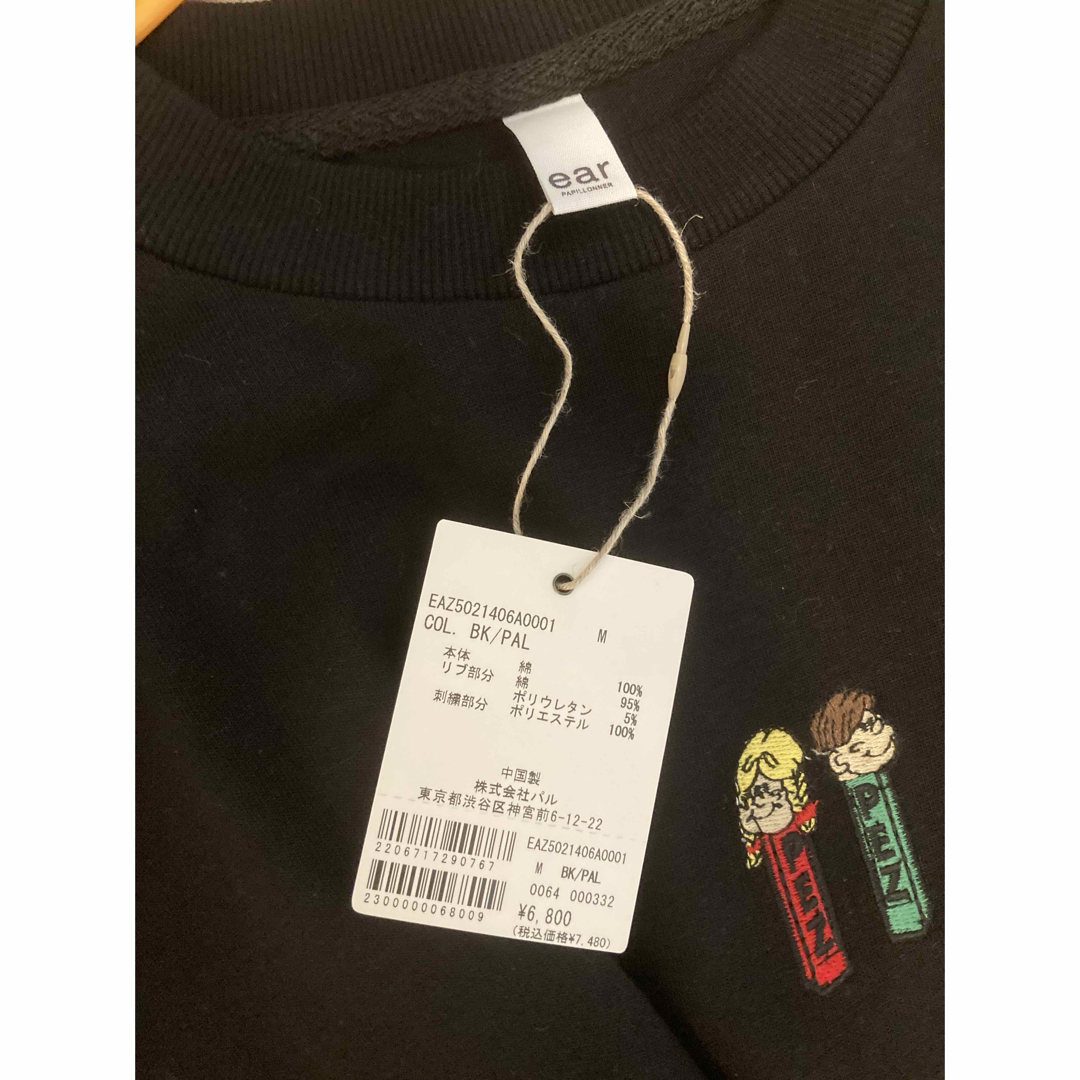 ear
PAPILLONNER
EAZ5021406A0001 M
COL. BK/PAL
本体 綿 100%
リブ部分 綿 95%
ポリウレタン 5%
刺繍部分 ポリエステル 100%
中国製
株式会社パル
東京都渋谷区神宮前6-12-22
2206717290767
2300000068009
EAZ5021406A0001
M BK/PAL
0064 000332
¥6,800
(税込価格¥7,480)
PEN
PEN